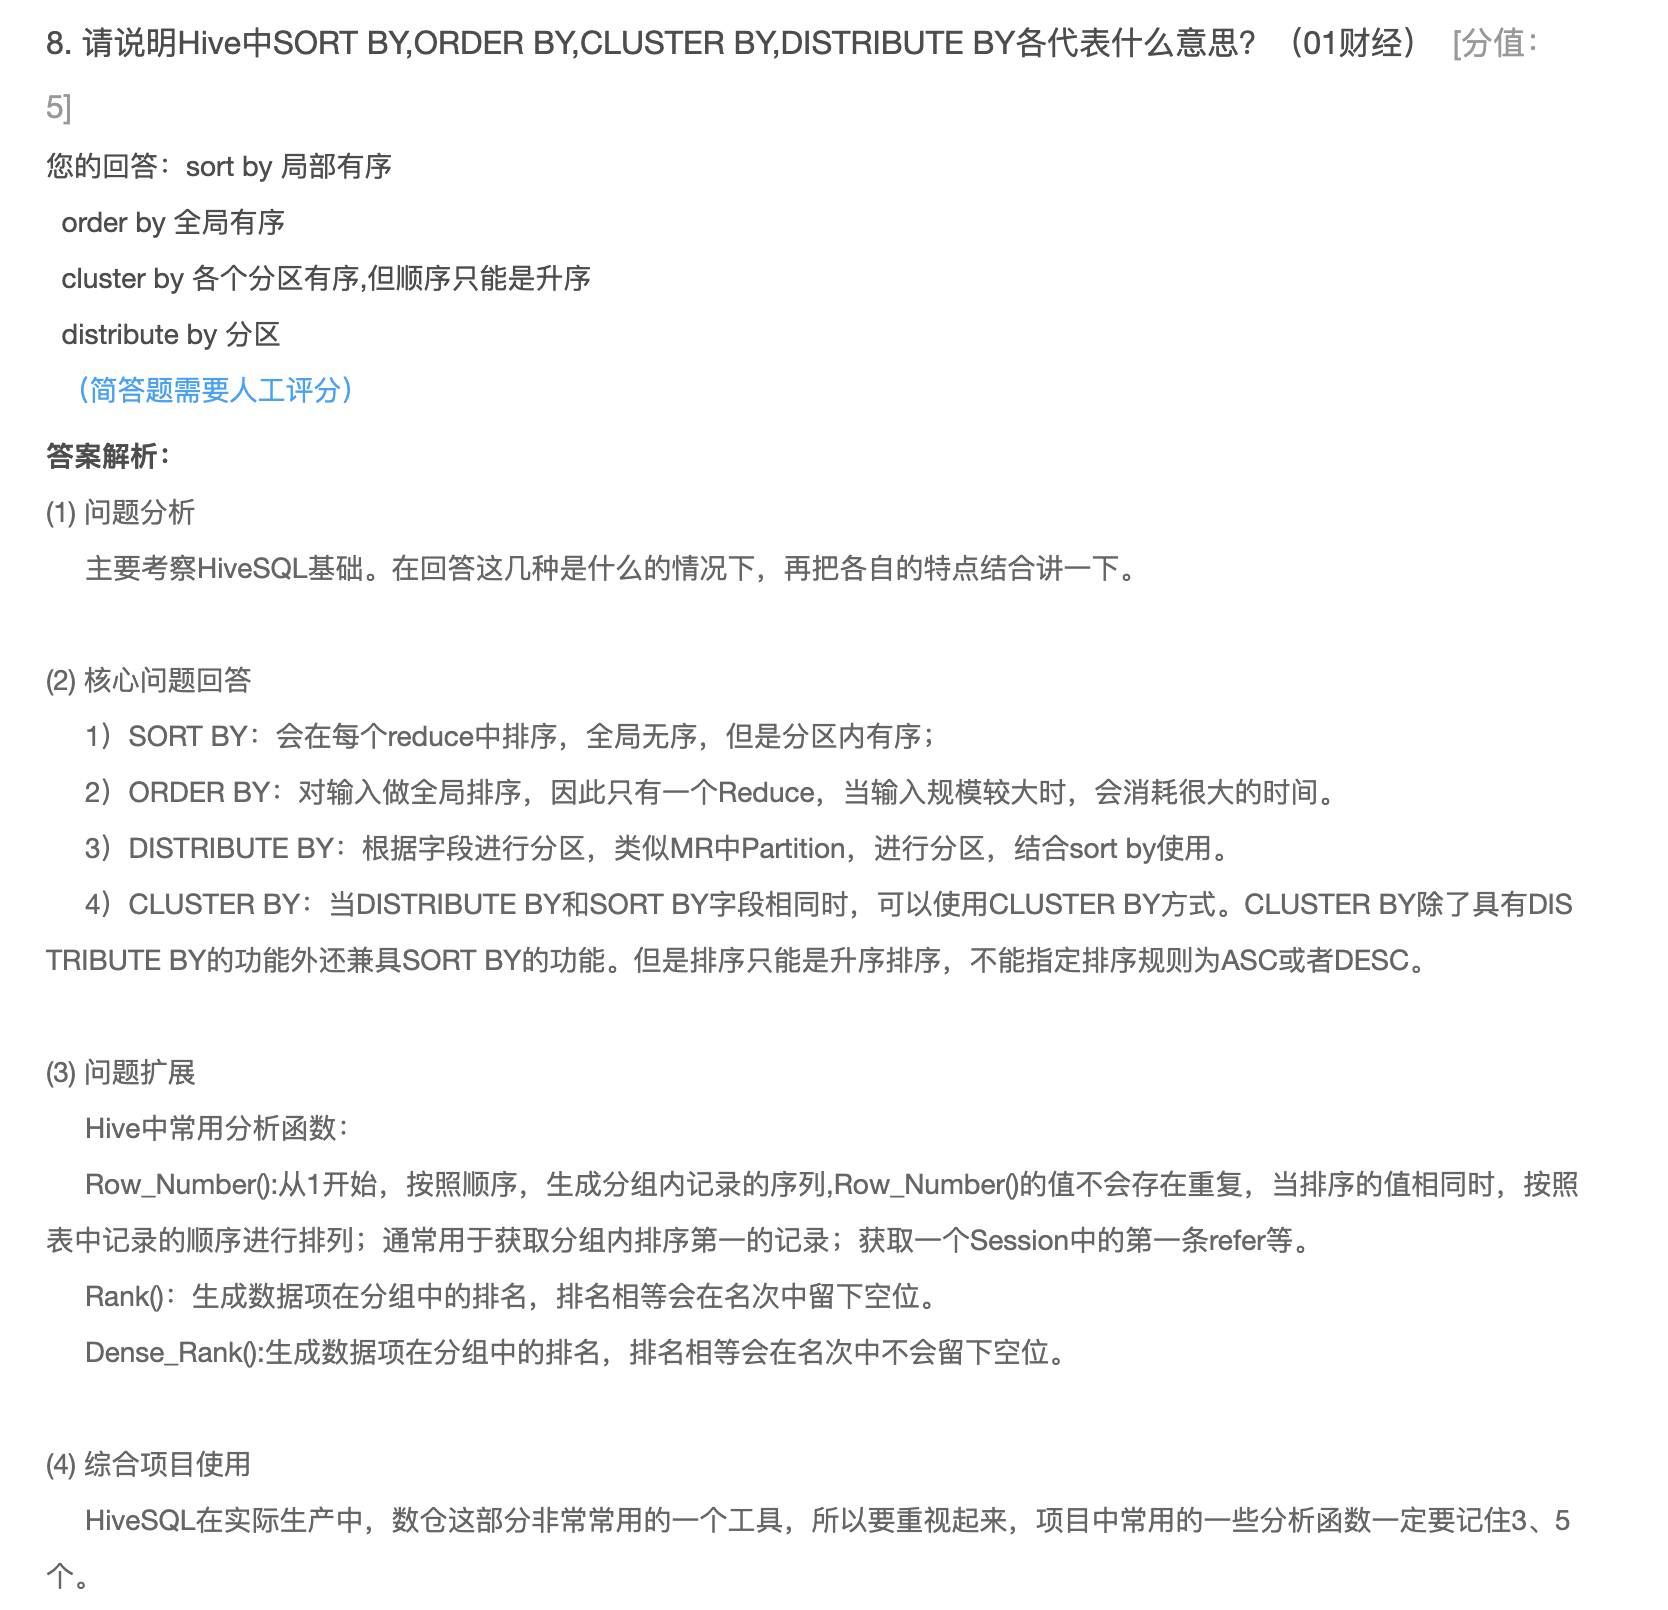 8. 请说明Hive中SORT BY,ORDER BY,CLUSTER BY,DISTRIBUTE BY各代表什么意思？（01财经） [分值：
5]
您的回答：sort by 局部有序
order by 全局有序
cluster by 各个分区有序,但顺序只能是升序
distribute by 分区
（简答题需要人工评分）
答案解析：
(1) 问题分析
主要考察HiveSQL基础。在回答这几种是什么的情况下，再把各自的特点结合讲一下。
(2) 核心问题回答
1）SORT BY：会在每个reduce中排序，全局无序，但是分区内有序；
2）ORDER BY：对输入做全局排序，因此只有一个Reduce，当输入规模较大时，会消耗很大的时间。
3）DISTRIBUTE BY：根据字段进行分区，类似MR中Partition，进行分区，结合sort by使用。
4）CLUSTER BY：当DISTRIBUTE BY和SORT BY字段相同时，可以使用CLUSTER BY方式。CLUSTER BY除了具有DIS
TRIBUTE BY的功能外还兼具SORT BY的功能。但是排序只能是升序排序，不能指定排序规则为ASC或者DESC。
(3) 问题扩展
Hive中常用分析函数：
Row_Number():从1开始，按照顺序，生成分组内记录的序列,Row_Number()的值不会存在重复，当排序的值相同时，按照
表中记录的顺序进行排列；通常用于获取分组内排序第一的记录；获取一个Session中的第一条refer等。
Rank()：生成数据项在分组中的排名，排名相等会在名次中留下空位。
Dense_Rank():生成数据项在分组中的排名，排名相等会在名次中不会留下空位。
(4) 综合项目使用
HiveSQL在实际生产中，数仓这部分非常常用的一个工具，所以要重视起来，项目中常用的一些分析函数一定要记住3、5
个。